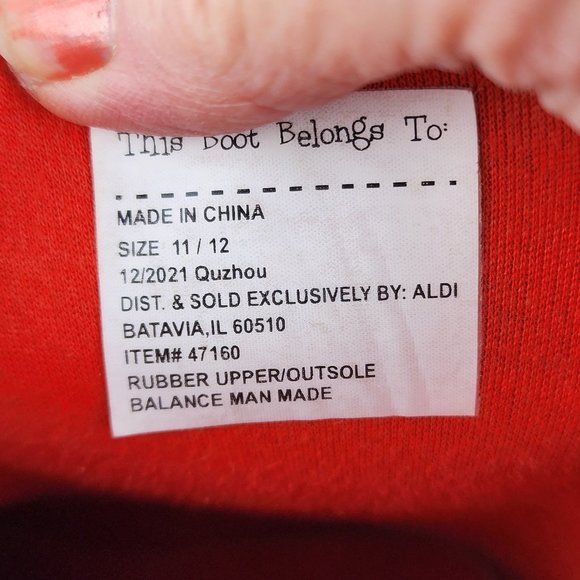 This Boot Belongs To:
MADE IN CHINA
SIZE 11 / 12
12/2021 Quzhou
DIST. & SOLD EXCLUSIVELY BY: ALDI
BATAVIA,IL 60510
ITEM# 47160
RUBBER UPPER/OUTSOLE
BALANCE MAN MADE